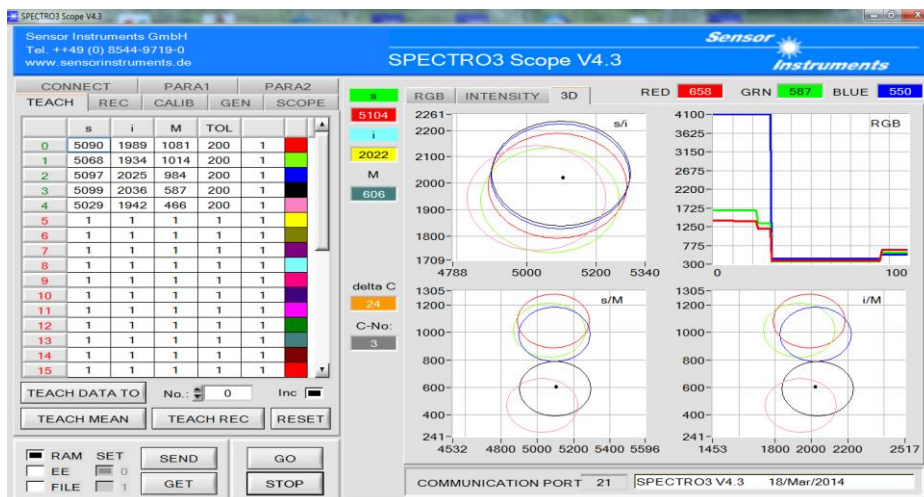 SPECTRO3 Scope V4.3
Sensor Instruments GmbH
Tel. ++49 (0) 8544-9719-0
www.sensorinstruments.de
SPECTRO3 Scope V4.3
Sensor
Instruments
CONNECT PARA1 PARA2
TEACH REC CALIB GEN SCOPE
s i M TOL
0 5090 1989 1081 200 1
1 5068 1934 1014 200 1
2 5097 2025 984 200 1
3 5099 2036 587 200 1
4 5029 1942 466 200 1
5 1 1 1 1 1
6 1 1 1 1 1
7 1 1 1 1 1
8 1 1 1 1 1
9 1 1 1 1 1
10 1 1 1 1 1
11 1 1 1 1 1
12 1 1 1 1 1
13 1 1 1 1 1
14 1 1 1 1 1
15 1 1 1 1 1
TEACH DATA TO No.: 0 Inc
TEACH MEAN TEACH REC RESET
RAM SET SEND GO
EE 0
FILE 1 GET STOP
s
5104
i
2022
M
606
delta C
24
C-No:
3
RGB INTENSITY 3D
RED 658 GRN 587 BLUE 550
s/i
2261
2200
2100
2000
1900
1800
1709
4788 5000 5200 5340
RGB
4100
3625
3150
2675
2200
1725
1250
775
300
0 100
s/M
1305
1200
1000
800
600
400
241
4532 4800 5000 5200 5400 5596
i/M
1305
1200
1000
800
600
400
241
1453 1800 2000 2200 2517
COMMUNICATION PORT 21 SPECTRO3 V4.3 18/Mar/2014